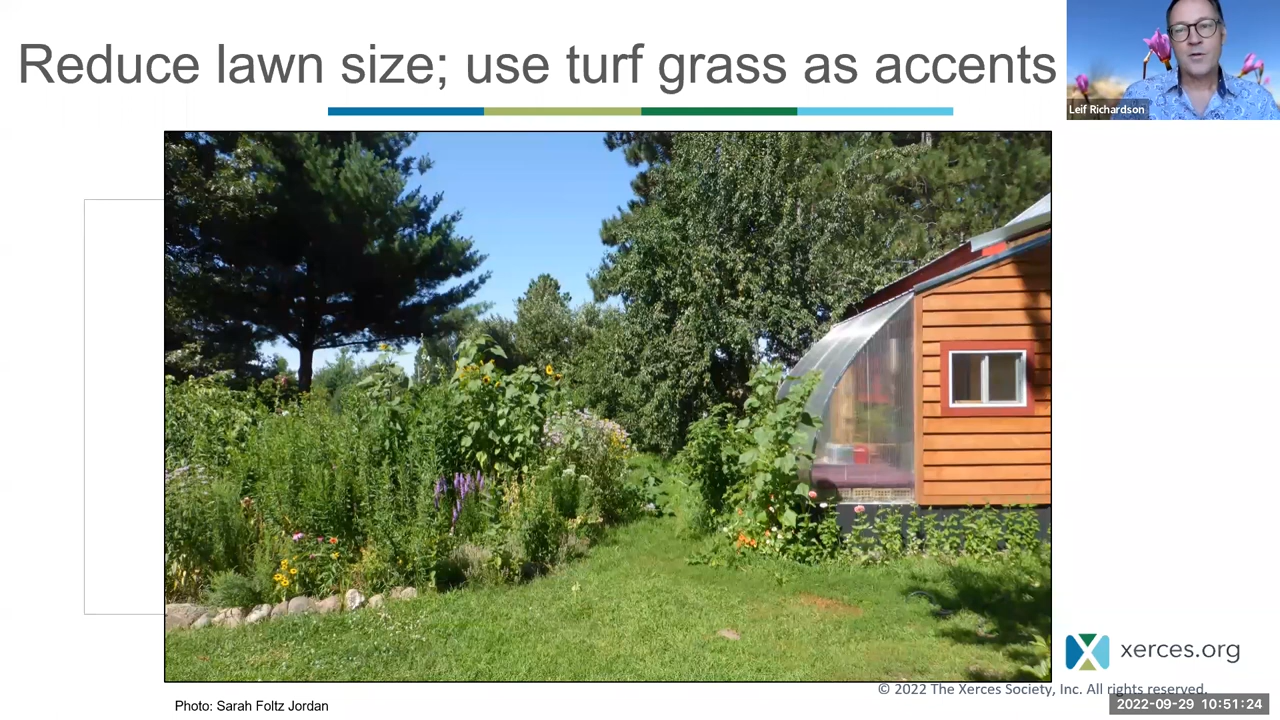 Reduce lawn size; use turf grass as accents
Leif Richardson
xerces.org
© 2022 The Xerces Society, Inc. All rights reserved.
Photo: Sarah Foltz Jordan
2022-09-29 10:51:24